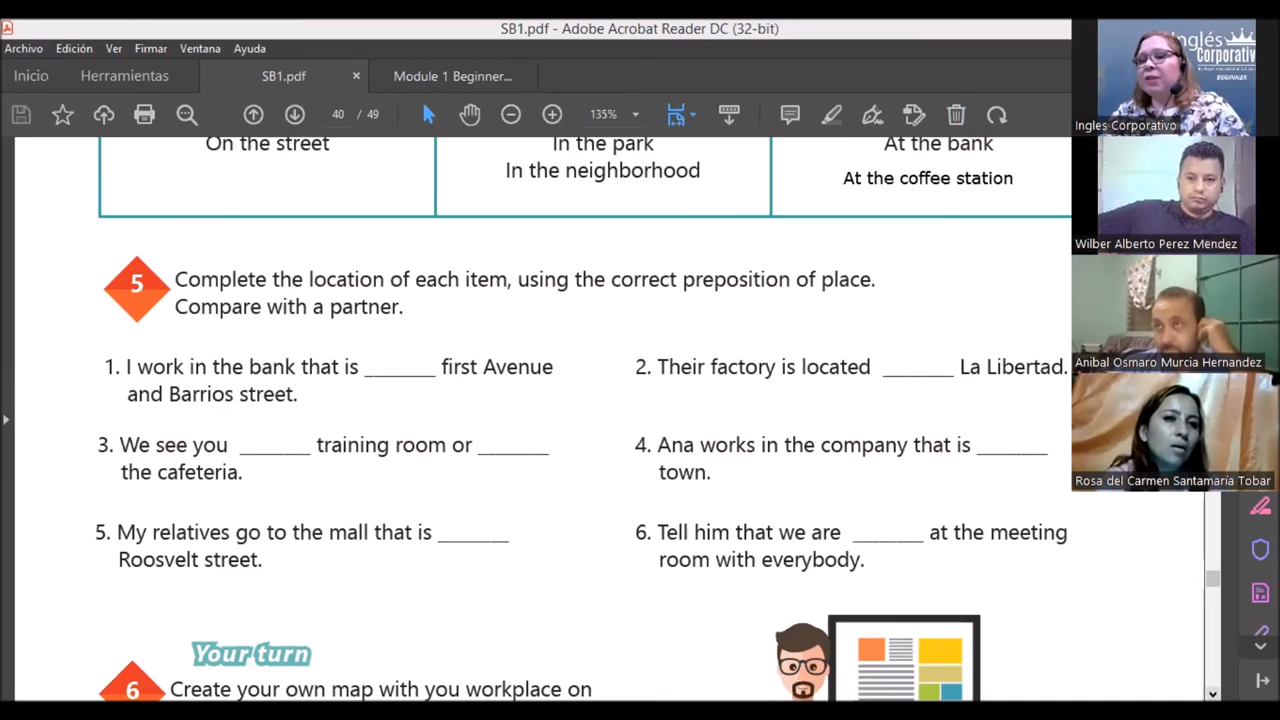 SB1.pdf - Adobe Acrobat Reader DC (32-bit)
Archivo Edición Ver Firmar Ventana Ayuda
Inicio Herramientas SB1.pdf × Module 1 Beginner...
40 / 49 135%
On the street
In the park
In the neighborhood
At the bank
At the coffee station
5 Complete the location of each item, using the correct preposition of place.
Compare with a partner.
1. I work in the bank that is _______ first Avenue
and Barrios street.
2. Their factory is located _______ La Libertad.
3. We see you _______ training room or _______
the cafeteria.
4. Ana works in the company that is _______
town.
5. My relatives go to the mall that is _______
Roosvelt street.
6. Tell him that we are _______ at the meeting
room with everybody.
Your turn
6 Create your own map with you workplace on
Inglés
Corporativo
BEGINNER
Ingles Corporativo
Wilber Alberto Perez Mendez
Anibal Osmaro Murcia Hernandez
Rosa del Carmen Santamaría Tobar